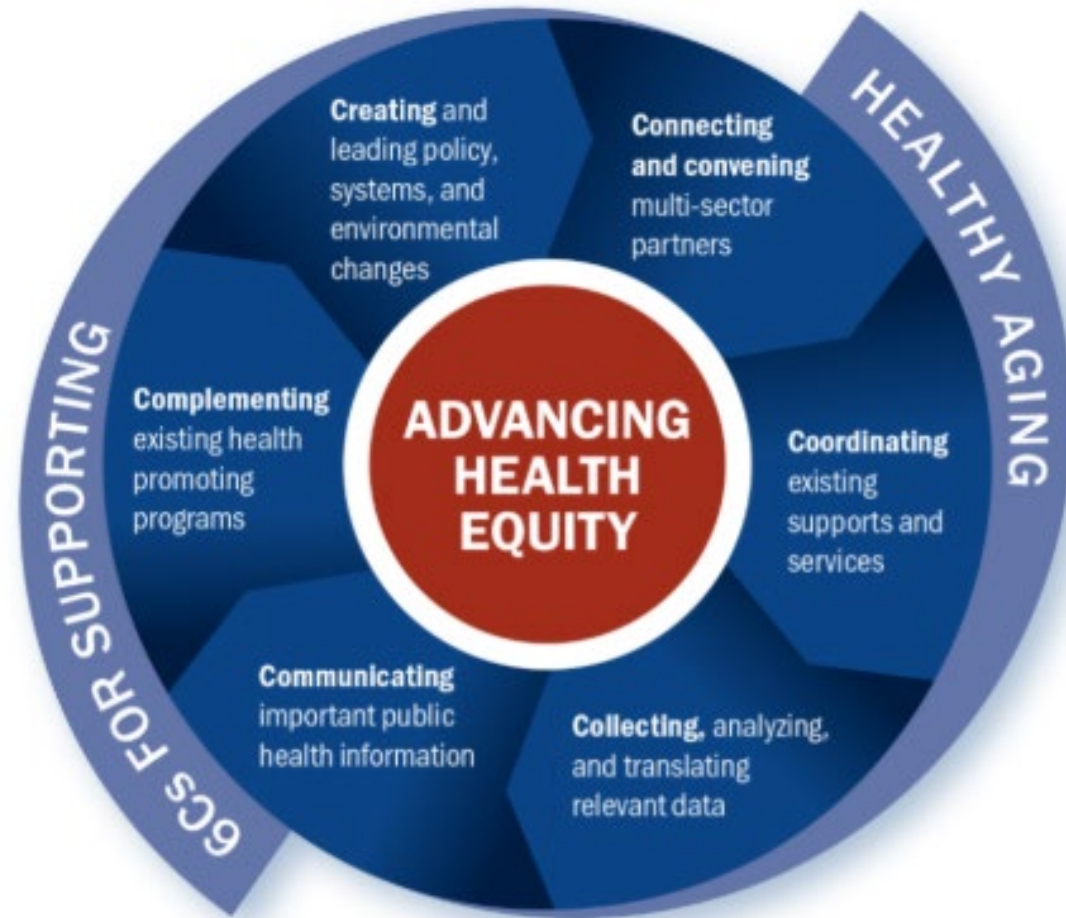 6Cs FOR SUPPORTING
HEALTHY AGING
Creating and
leading policy,
systems, and
environmental
changes
Connecting
and convening
multi-sector
partners
Coordinating
existing
supports and
services
Collecting, analyzing,
and translating
relevant data
Communicating
important public
health information
Complementing
existing health
promoting
programs
ADVANCING
HEALTH
EQUITY